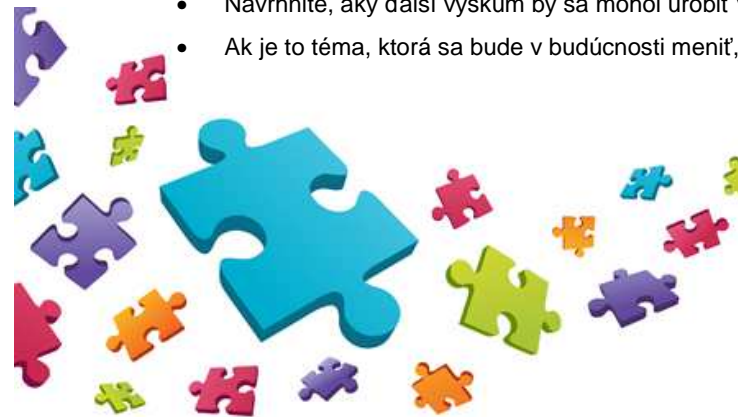 • Navrhnite, aký ďalší výskum by sa mohol urobiť
• Ak je to téma, ktorá sa bude v budúcnosti meniť,